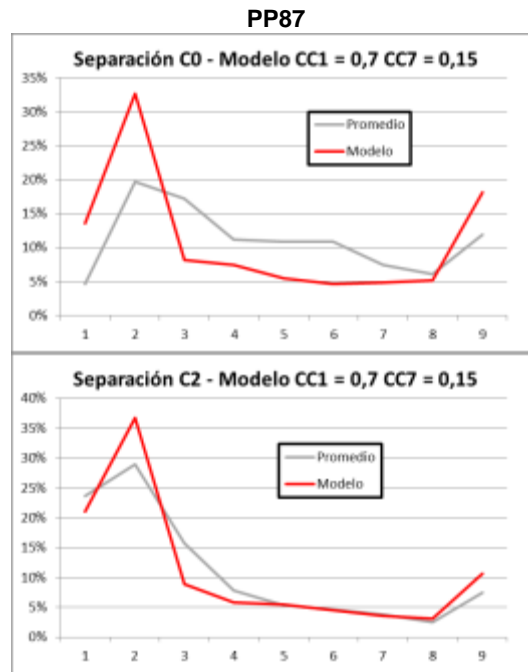 PP87
Separación C0 - Modelo CC1 = 0,7 CC7 = 0,15
35%
30%
25%
20%
15%
10%
5%
0%
Promedio
Modelo
1 2 3 4 5 6 7 8 9
Separación C2 - Modelo CC1 = 0,7 CC7 = 0,15
40%
35%
30%
25%
20%
15%
10%
5%
0%
Promedio
Modelo
1 2 3 4 5 6 7 8 9